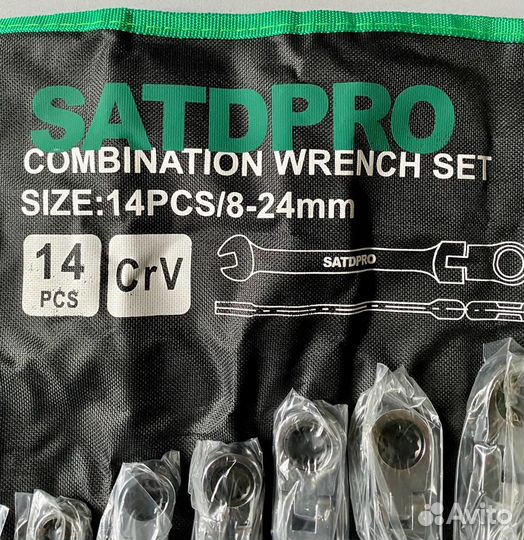 SATDPRO
COMBINATION WRENCH SET
SIZE:14PCS/8-24mm
14
PCS
CrV
SATDPRO
Avito